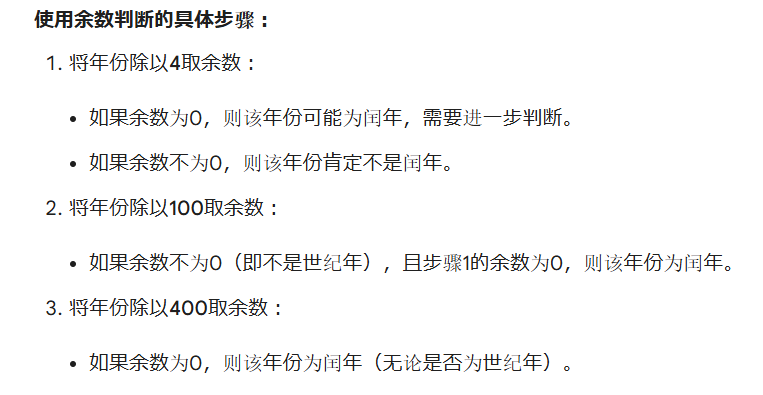 使用余数判断的具体步骤：
1. 将年份除以4取余数：
• 如果余数为0，则该年份可能为闰年，需要进一步判断。
• 如果余数不为0，则该年份肯定不是闰年。
2. 将年份除以100取余数：
• 如果余数不为0（即不是世纪年），且步骤1的余数为0，则该年份为闰年。
3. 将年份除以400取余数：
• 如果余数为0，则该年份为闰年（无论是否为世纪年）。